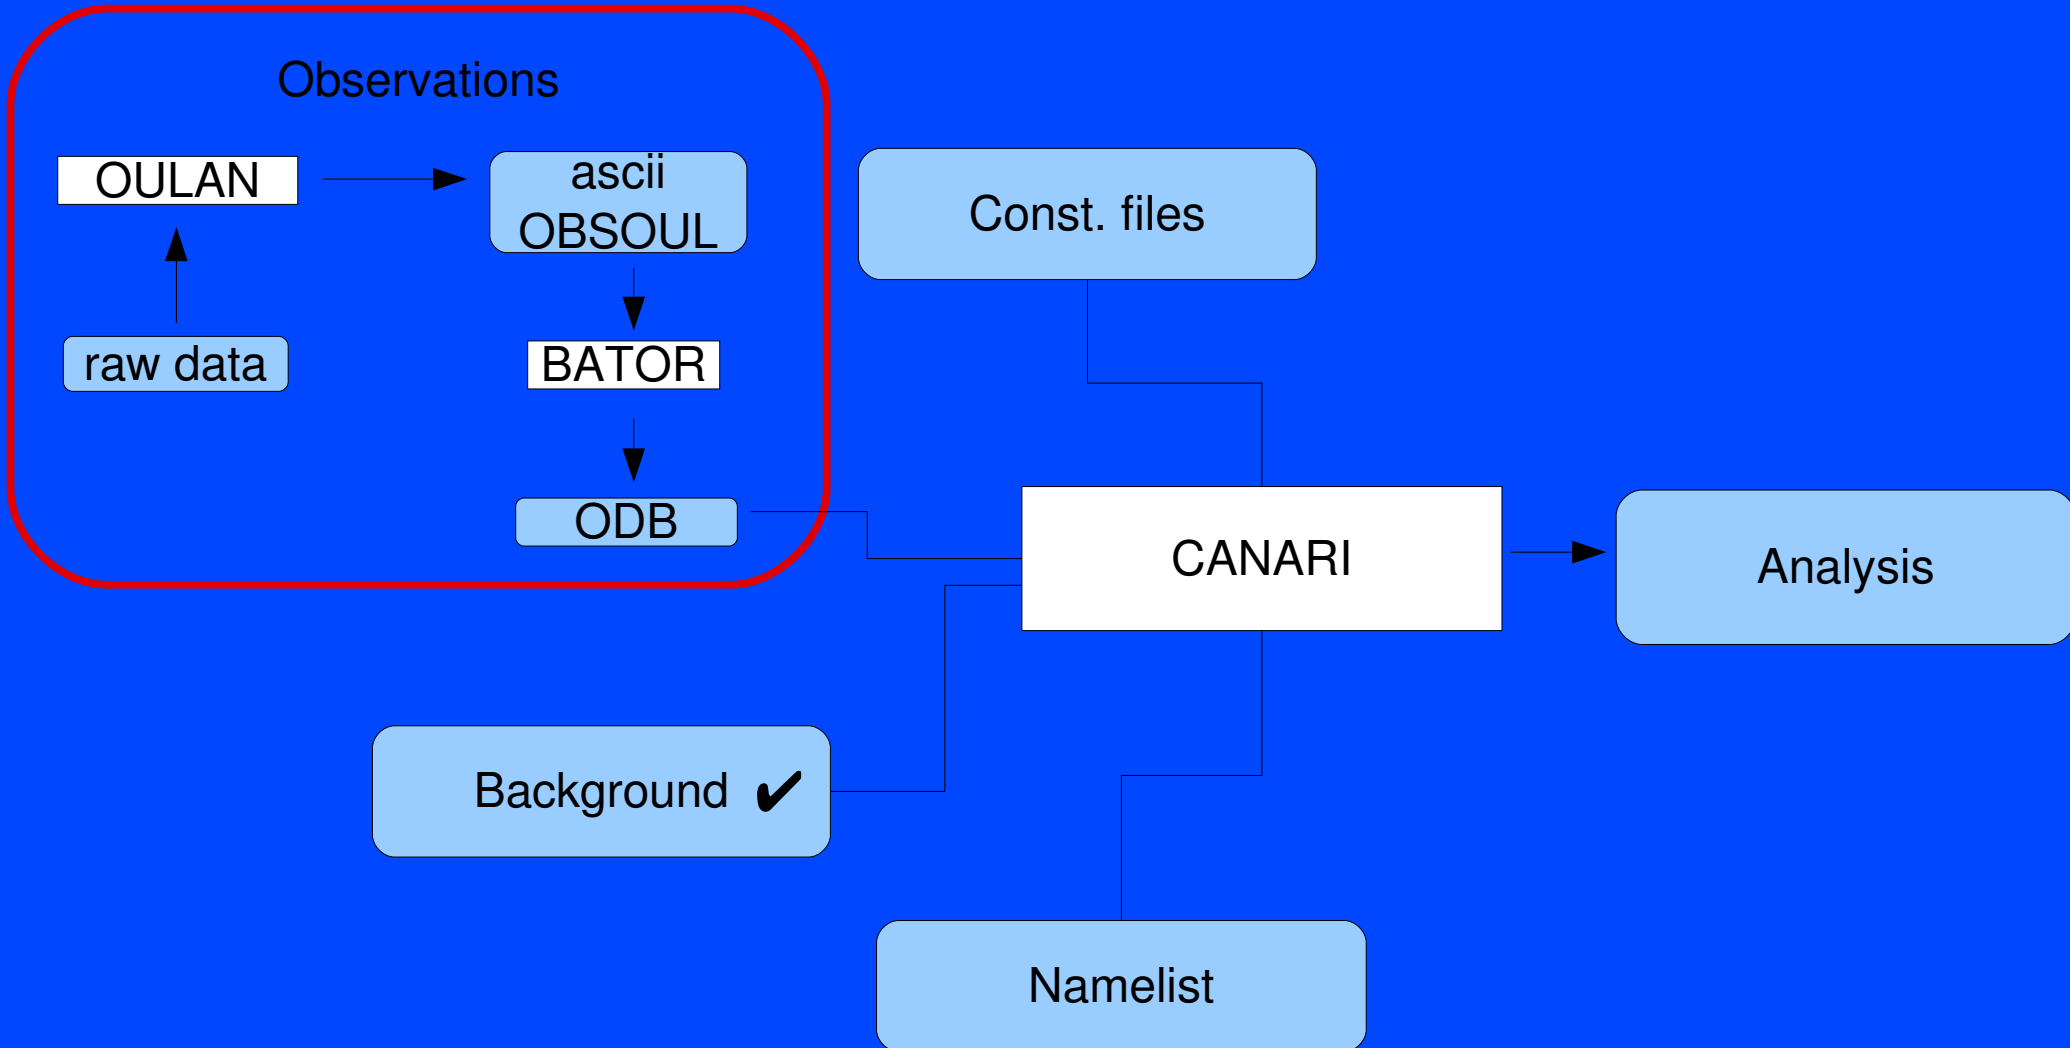 Observations
OULAN
ascii
OBSOUL
raw data
BATOR
ODB
Const. files
CANARI
Analysis
Background ✔
Namelist